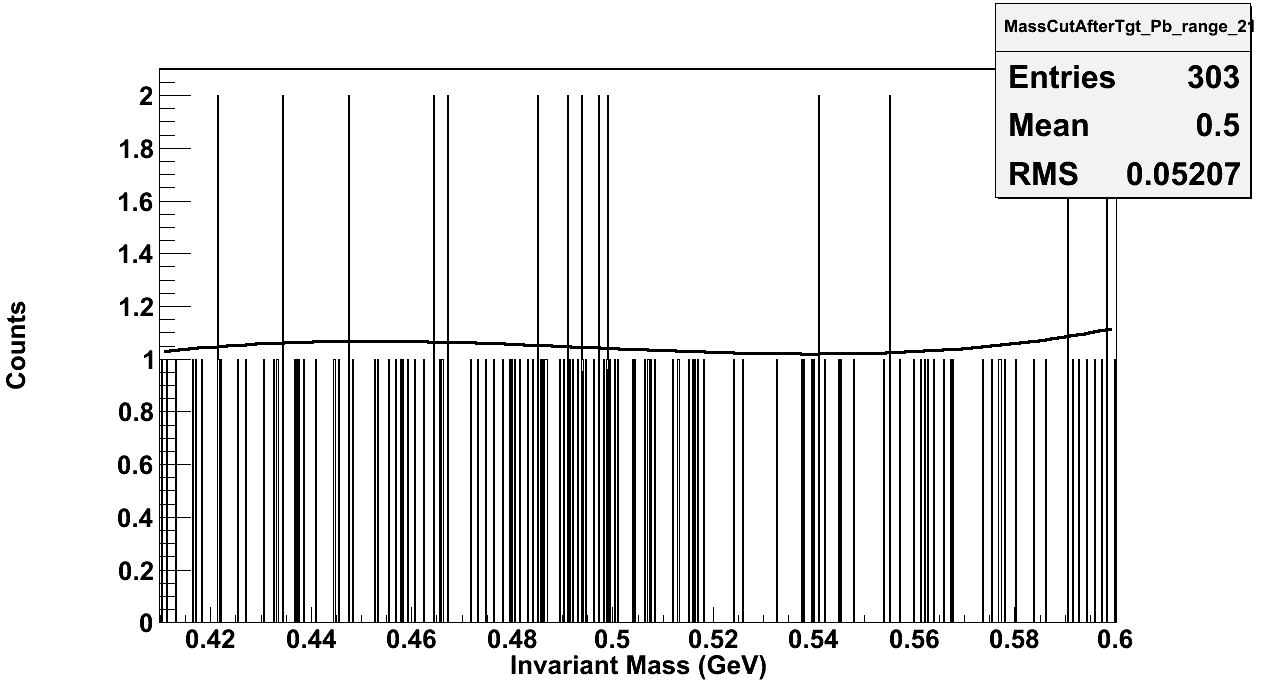 MassCutAfterTgt_Pb_range_21
Entries 303
Mean 0.5
RMS 0.05207
2
1.8
1.6
1.4
1.2
1
0.8
0.6
0.4
0.2
0
Counts
0.42 0.44 0.46 0.48 0.5 0.52 0.54 0.56 0.58 0.6
Invariant Mass (GeV)